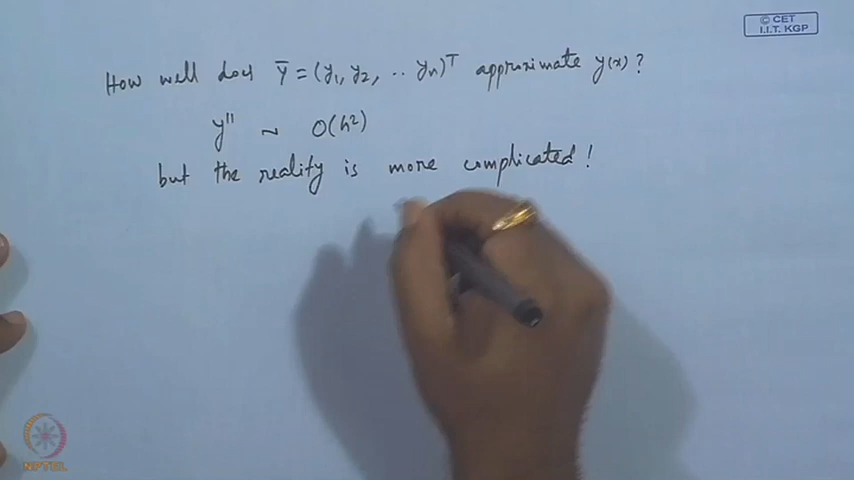 © CET
I.I.T. KGP
How well does ȳ = (y₁, y₂, .. yₙ)ᵀ approximate y(x)?
y'' ~ O(h²)
but the reality is more complicated!
NPTEL